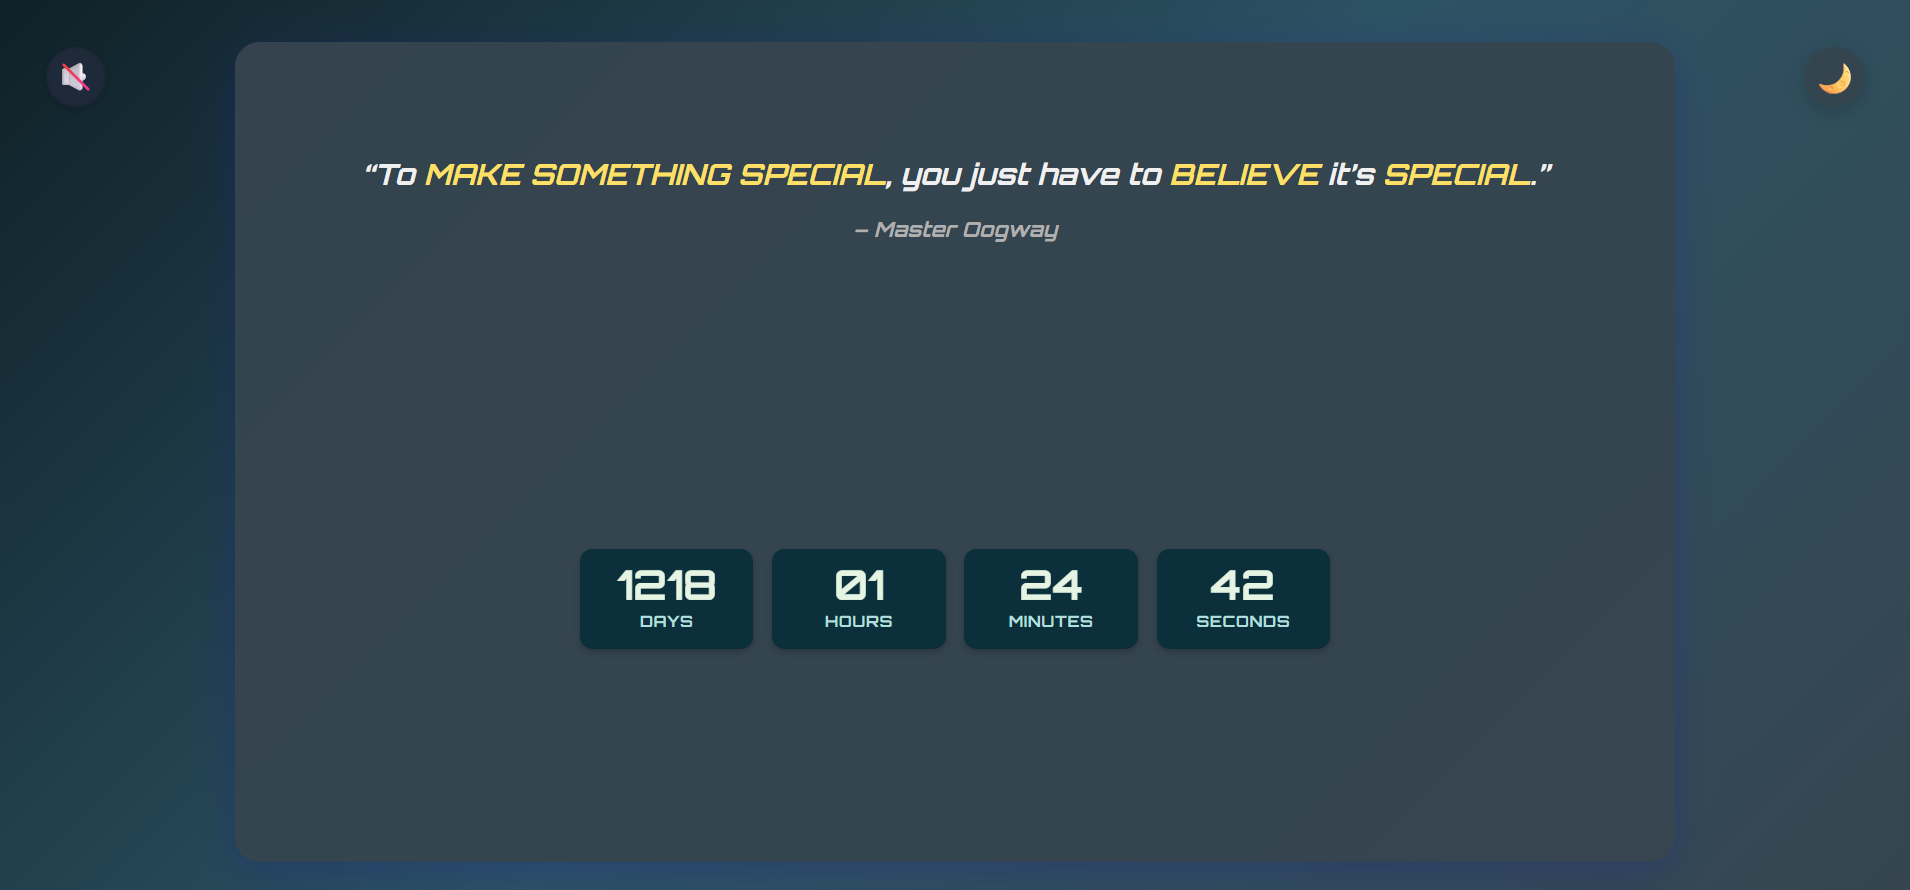 “To MAKE SOMETHING SPECIAL, you just have to BELIEVE it’s SPECIAL.”
– Master Oogway
1218 01 24 42
DAYS HOURS MINUTES SECONDS